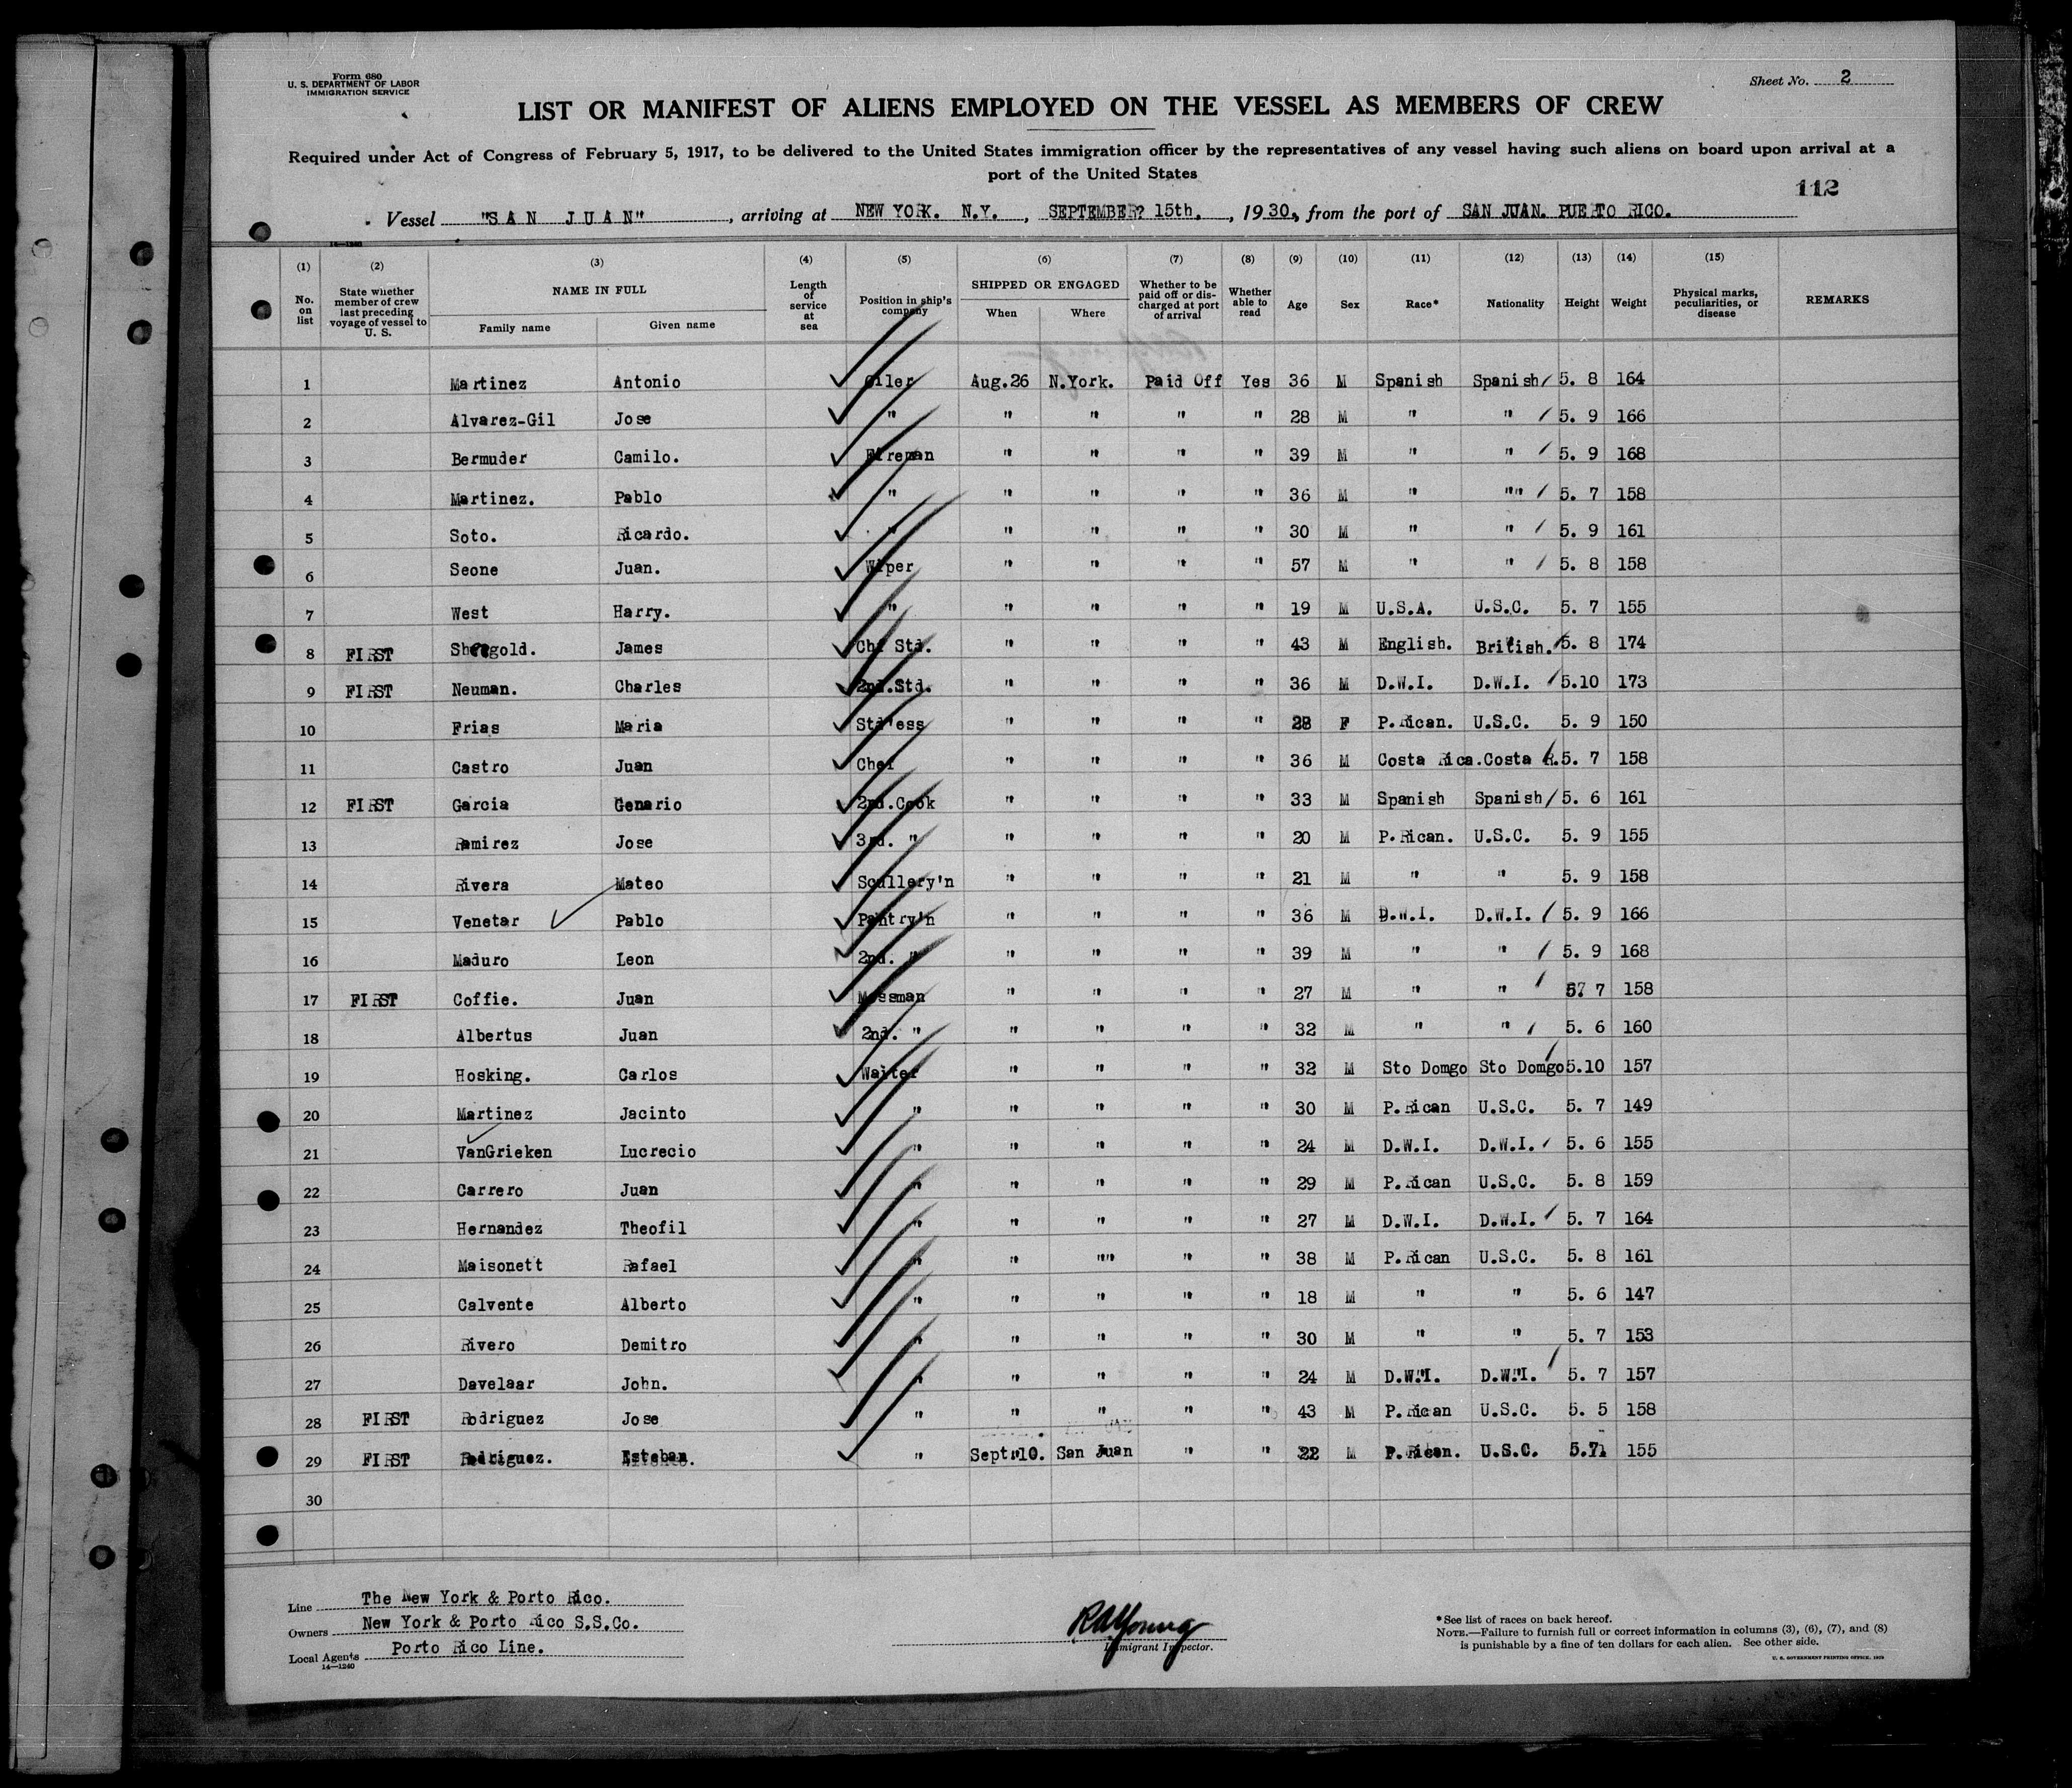 Form 680
U. S. DEPARTMENT OF LABOR
IMMIGRATION SERVICE
Sheet No. 2
LIST OR MANIFEST OF ALIENS EMPLOYED ON THE VESSEL AS MEMBERS OF CREW
Required under Act of Congress of February 5, 1917, to be delivered to the United States immigration officer by the representatives of any vessel having such aliens on board upon arrival at a
port of the United States
112
Vessel "SAN JUAN", arriving at NEW YORK. N.Y., SEPTEMBER? 15th., 1930, from the port of SAN JUAN. PUERTO RICO.
14—1240
(1) No. on list (2) State whether member of crew last preceding voyage of vessel to U. S. (3) NAME IN FULL Family name Given name (4) Length of service at sea (5) Position in ship's company (6) SHIPPED OR ENGAGED When Where (7) Whether to be paid off or discharged at port of arrival (8) Whether able to read (9) Age (10) Sex (11) Race* (12) Nationality (13) Height (14) Weight (15) Physical marks, peculiarities, or disease REMARKS
1 Martinez Antonio Oiler Aug.26 N.York. Paid Off Yes 36 M Spanish Spanish 5. 8 164
2 Alvarez-Gil Jose " " " " " 28 M " " 5. 9 166
3 Bermuder Camilo. Fireman " " " " 39 M " " 5. 9 168
4 Martinez. Pablo " " " " " 36 M " "" 5. 7 158
5 Soto. Ricardo. " " " " " 30 M " " 5. 9 161
6 Seone Juan. Wiper " " " " 57 M " " 5. 8 158
7 West Harry. " " " " " 19 M U.S.A. U.S.C. 5. 7 155
8 FIRST James Chf Std. " " " " 43 M English. British. 5. 8 174
9 FIRST Neuman. Charles 2nd.Std. " " " " 36 M D.W.I. D.W.I. 5.10 173
10 Frias Maria Std'ess " " " " 28 F P.Rican. U.S.C. 5. 9 150
11 Castro Juan Chef " " " " 36 M Costa Rica. Costa R. 5. 7 158
12 FIRST Garcia Genario 2nd.Cook " " " " 33 M Spanish Spanish 5. 6 161
13 Ramirez Jose 3rd. " " " " " 20 M P.Rican. U.S.C. 5. 9 155
14 Rivera Mateo Scullery'n " " " " 21 M " " 5. 9 158
15 Venetar Pablo Pantry'n " " " " 36 M D.W.I. D.W.I. 5. 9 166
16 Maduro Leon 2nd. " " " " " 39 M " " 5. 9 168
17 FIRST Coffie. Juan Messman " " " " 27 M " " 5. 7 158
18 Albertus Juan 2nd. " " " " " 32 M " " 5. 6 160
19 Hosking. Carlos Waiter " " " " 32 M Sto Domgo Sto Domgo 5.10 157
20 Martinez Jacinto " " " " " 30 M P.Rican U.S.C. 5. 7 149
21 VanGrieken Lucrecio " " " " " 24 M D.W.I. D.W.I. 5. 6 155
22 Carrero Juan " " " " " 29 M P.Rican U.S.C. 5. 8 159
23 Hernandez Theofil " " " " " 27 M D.W.I. D.W.I. 5. 7 164
24 Maisonett Rafael " " "" " " 38 M P.Rican U.S.C. 5. 8 161
25 Calvente Alberto " " " " " 18 M " " 5. 6 147
26 Rivero Demitro " " " " " 30 M " " 5. 7 153
27 Davelaar John. " " " " " 24 M D.W.I. D.W.I. 5. 7 157
28 FIRST Rodriguez Jose " " " " " 43 M P.Rican U.S.C. 5. 5 158
29 FIRST Rodriguez. Esteban. " Sept.10. San Juan " " 22 M P.Rican. U.S.C. 5.7 155
30
Line The New York & Porto Rico.
Owners New York & Porto Rico S.S.Co.
Local Agents Porto Rico Line.
14—1240
RAYoung
Immigrant Inspector.
*See list of races on back hereof.
NOTE.—Failure to furnish full or correct information in columns (3), (6), (7), and (8)
is punishable by a fine of ten dollars for each alien. See other side.
U. S. GOVERNMENT PRINTING OFFICE, 1929